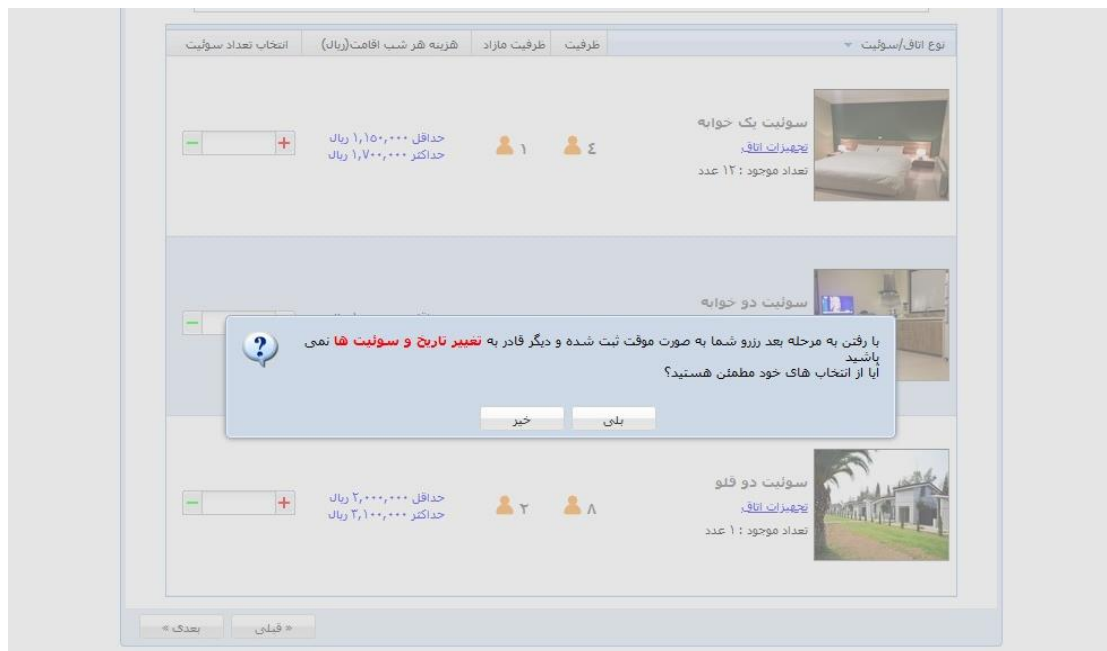 نوع اتاق/سوئیت
ظرفیت
ظرفیت مازاد
هزینه هر شب اقامت(ریال)
انتخاب تعداد سوئیت
سوئیت یک خوابه
تجهیزات اتاق
تعداد موجود : ۱۲ عدد
٤
۱
حداقل ۱,۱۵۰,۰۰۰ ریال
حداکثر ۱,۷۰۰,۰۰۰ ریال
+
-
سوئیت دو خوابه
-
با رفتن به مرحله بعد رزرو شما به صورت موقت ثبت شده و دیگر قادر به تغییر تاریخ و سوئیت ها نمی
باشید
آیا از انتخاب های خود مطمئن هستید؟
بلی
خیر
سوئیت دو قلو
تجهیزات اتاق
تعداد موجود : ۱ عدد
۸
۲
حداقل ۲,۰۰۰,۰۰۰ ریال
حداکثر ۳,۱۰۰,۰۰۰ ریال
+
-
« قبلی
بعدی »